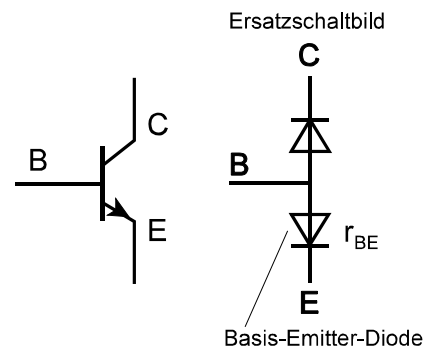 Ersatzschaltbild
C
C
B
B
E
r_BE
E
Basis-Emitter-Diode